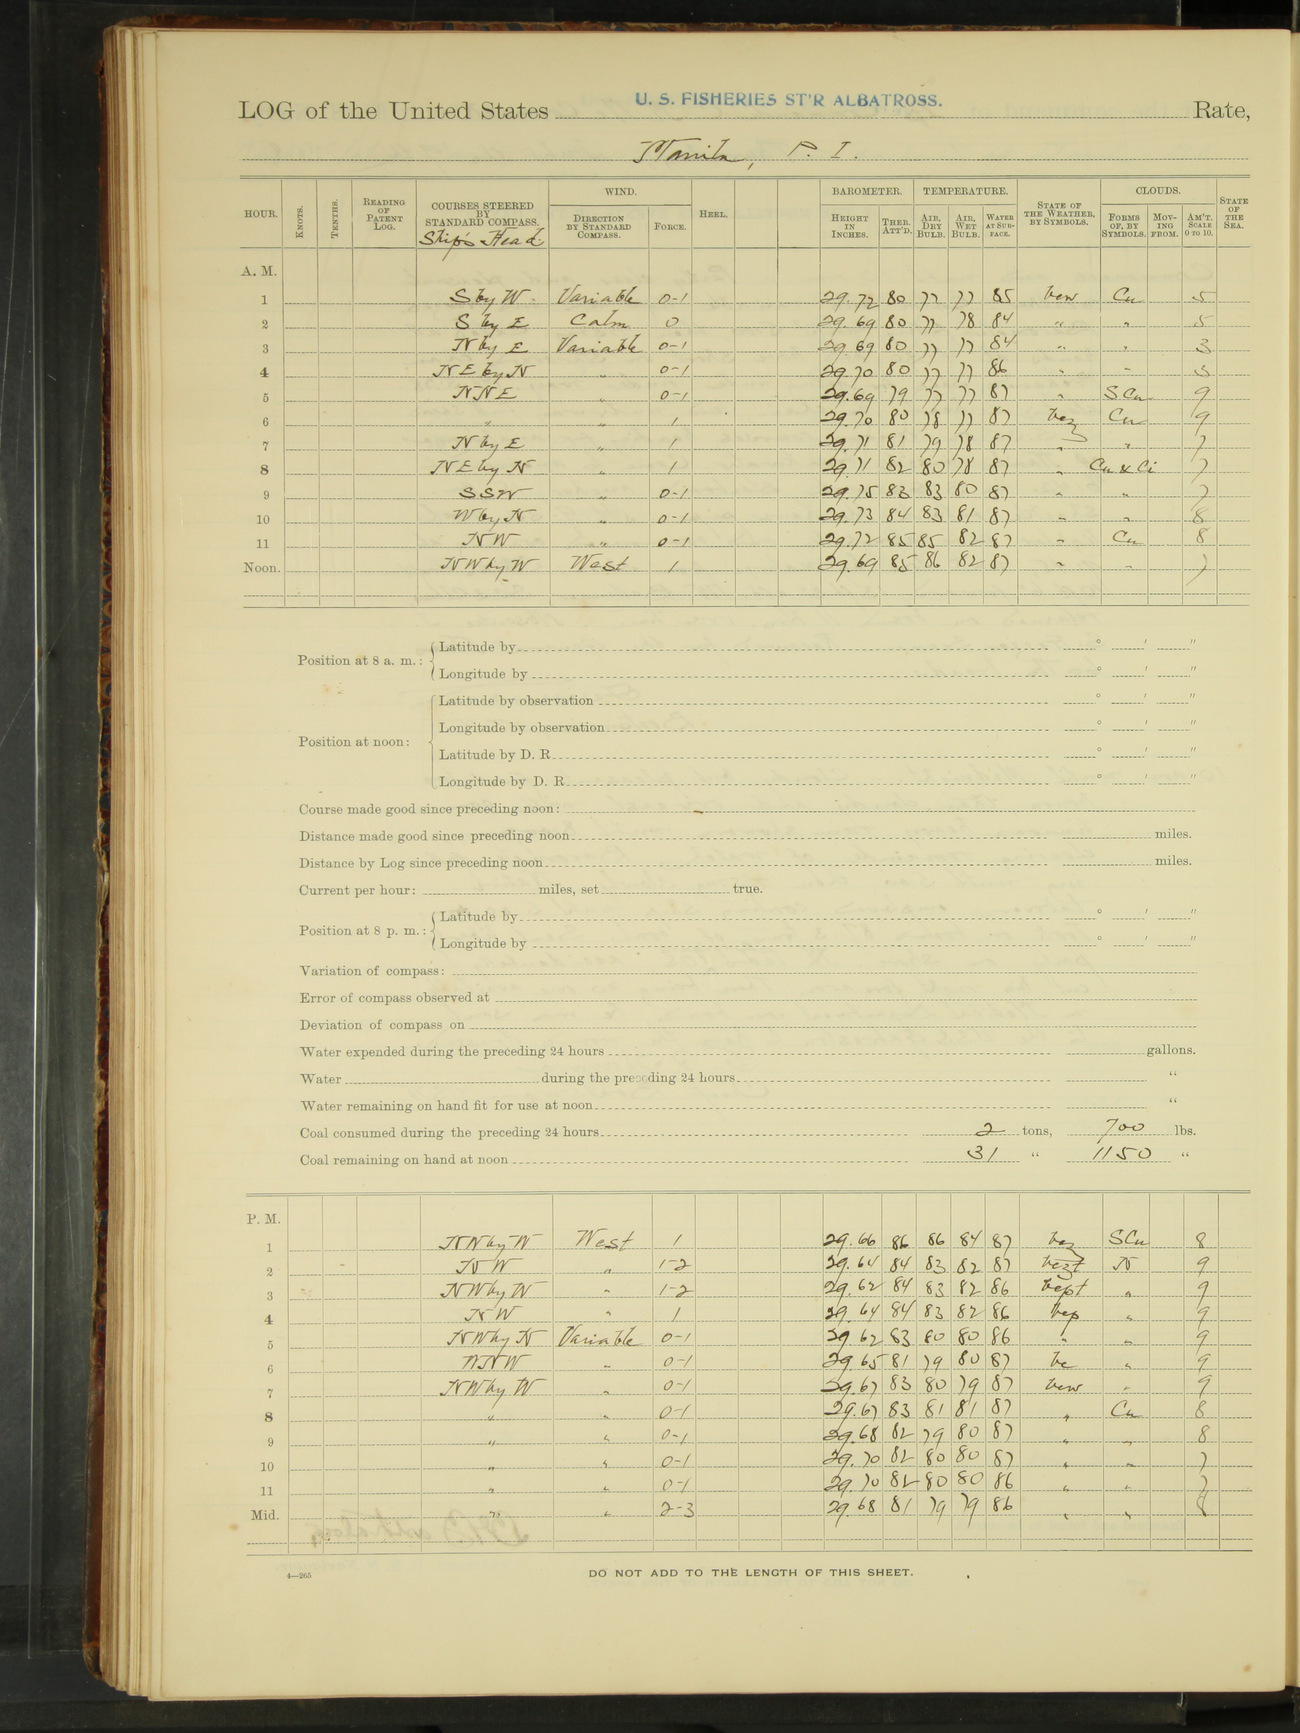 LOG of the United States U. S. FISHERIES ST'R ALBATROSS. Rate,
Manila, P. I.
HOUR. KNOTS. TENTHS. READING OF PATENT LOG. COURSES STEERED BY STANDARD COMPASS. Ship's Head WIND. DIRECTION BY STANDARD COMPASS. FORCE. HEEL. BAROMETER. HEIGHT IN INCHES. THER. ATT'D. TEMPERATURE. AIR, DRY BULB. AIR, WET BULB. WATER AT SURFACE. STATE OF THE WEATHER, BY SYMBOLS. CLOUDS. FORMS OF, BY SYMBOLS. MOVING FROM. AM'T. SCALE 0 TO 10. STATE OF THE SEA.
A. M.
1 S by W Variable 0-1 29.72 80 77 77 85 bcw Cu 5
2 S by E Calm 0 29.69 80 77 78 84 " " 5
3 N by E Variable 0-1 29.69 80 77 77 84 " " 3
4 NE by N " 0-1 29.70 80 77 77 86 " " 3
5 NNE " 0-1 29.69 79 77 77 87 " SCu 9
6 " " 1 29.70 80 78 77 87 bcz Cu 9
7 N by E " 1 29.71 81 79 78 87 " " 7
8 NE by N " 1 29.71 82 80 78 87 " Cu & Ci 7
9 SSW " 0-1 29.75 83 83 80 87 " " 7
10 W by N " 0-1 29.73 84 83 81 87 " " 8
11 NW " 0-1 29.72 85 85 82 87 " Cu 8
Noon. NW by W West 1 29.69 85 86 82 87 " " 7
Position at 8 a. m.: Latitude by ° ' "
Longitude by ° ' "
Position at noon: Latitude by observation ° ' "
Longitude by observation ° ' "
Latitude by D. R. ° ' "
Longitude by D. R. ° ' "
Course made good since preceding noon:
Distance made good since preceding noon miles.
Distance by Log since preceding noon miles.
Current per hour: miles, set true.
Position at 8 p. m.: Latitude by ° ' "
Longitude by ° ' "
Variation of compass:
Error of compass observed at
Deviation of compass on
Water expended during the preceding 24 hours gallons.
Water during the preceding 24 hours "
Water remaining on hand fit for use at noon "
Coal consumed during the preceding 24 hours 2 tons, 700 lbs.
Coal remaining on hand at noon 31 " 1150 "
P. M.
1 NW by W West 1 29.66 86 86 84 87 bcz SCu 8
2 NW " 1-2 29.64 84 83 82 87 bczt N 9
3 NW by W " 1-2 29.62 84 83 82 86 bcpt " 9
4 NW " 1 29.64 84 83 82 86 bcp " 9
5 NW by N Variable 0-1 29.62 83 80 80 86 " " 9
6 WNW " 0-1 29.65 81 79 80 87 bc " 9
7 NW by W " 0-1 29.67 83 80 79 87 bcw " 9
8 " " 0-1 29.67 83 81 81 87 " Cu 8
9 " " 0-1 29.68 82 79 80 87 " " 8
10 " " 0-1 29.70 82 80 80 87 " " 7
11 " " 0-1 29.70 82 80 80 86 " " 7
Mid. " " 2-3 29.68 81 79 79 86 " " 8
4—265
DO NOT ADD TO THE LENGTH OF THIS SHEET.